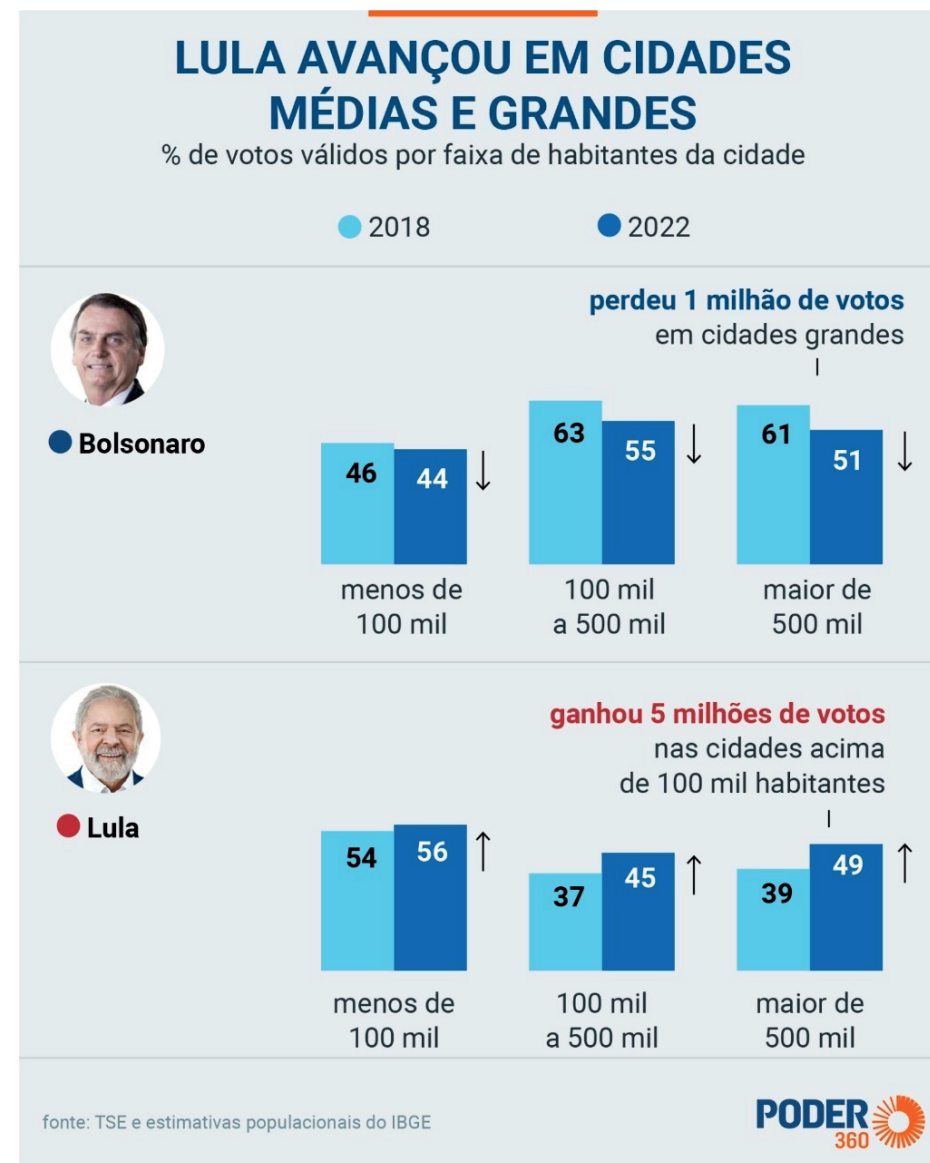 LULA AVANÇOU EM CIDADES
MÉDIAS E GRANDES
% de votos válidos por faixa de habitantes da cidade
2018
2022
perdeu 1 milhão de votos
em cidades grandes
Bolsonaro
46
44
63
55
61
51
menos de
100 mil
100 mil
a 500 mil
maior de
500 mil
ganhou 5 milhões de votos
nas cidades acima
de 100 mil habitantes
Lula
54
56
37
45
39
49
menos de
100 mil
100 mil
a 500 mil
maior de
500 mil
fonte: TSE e estimativas populacionais do IBGE
PODER
360